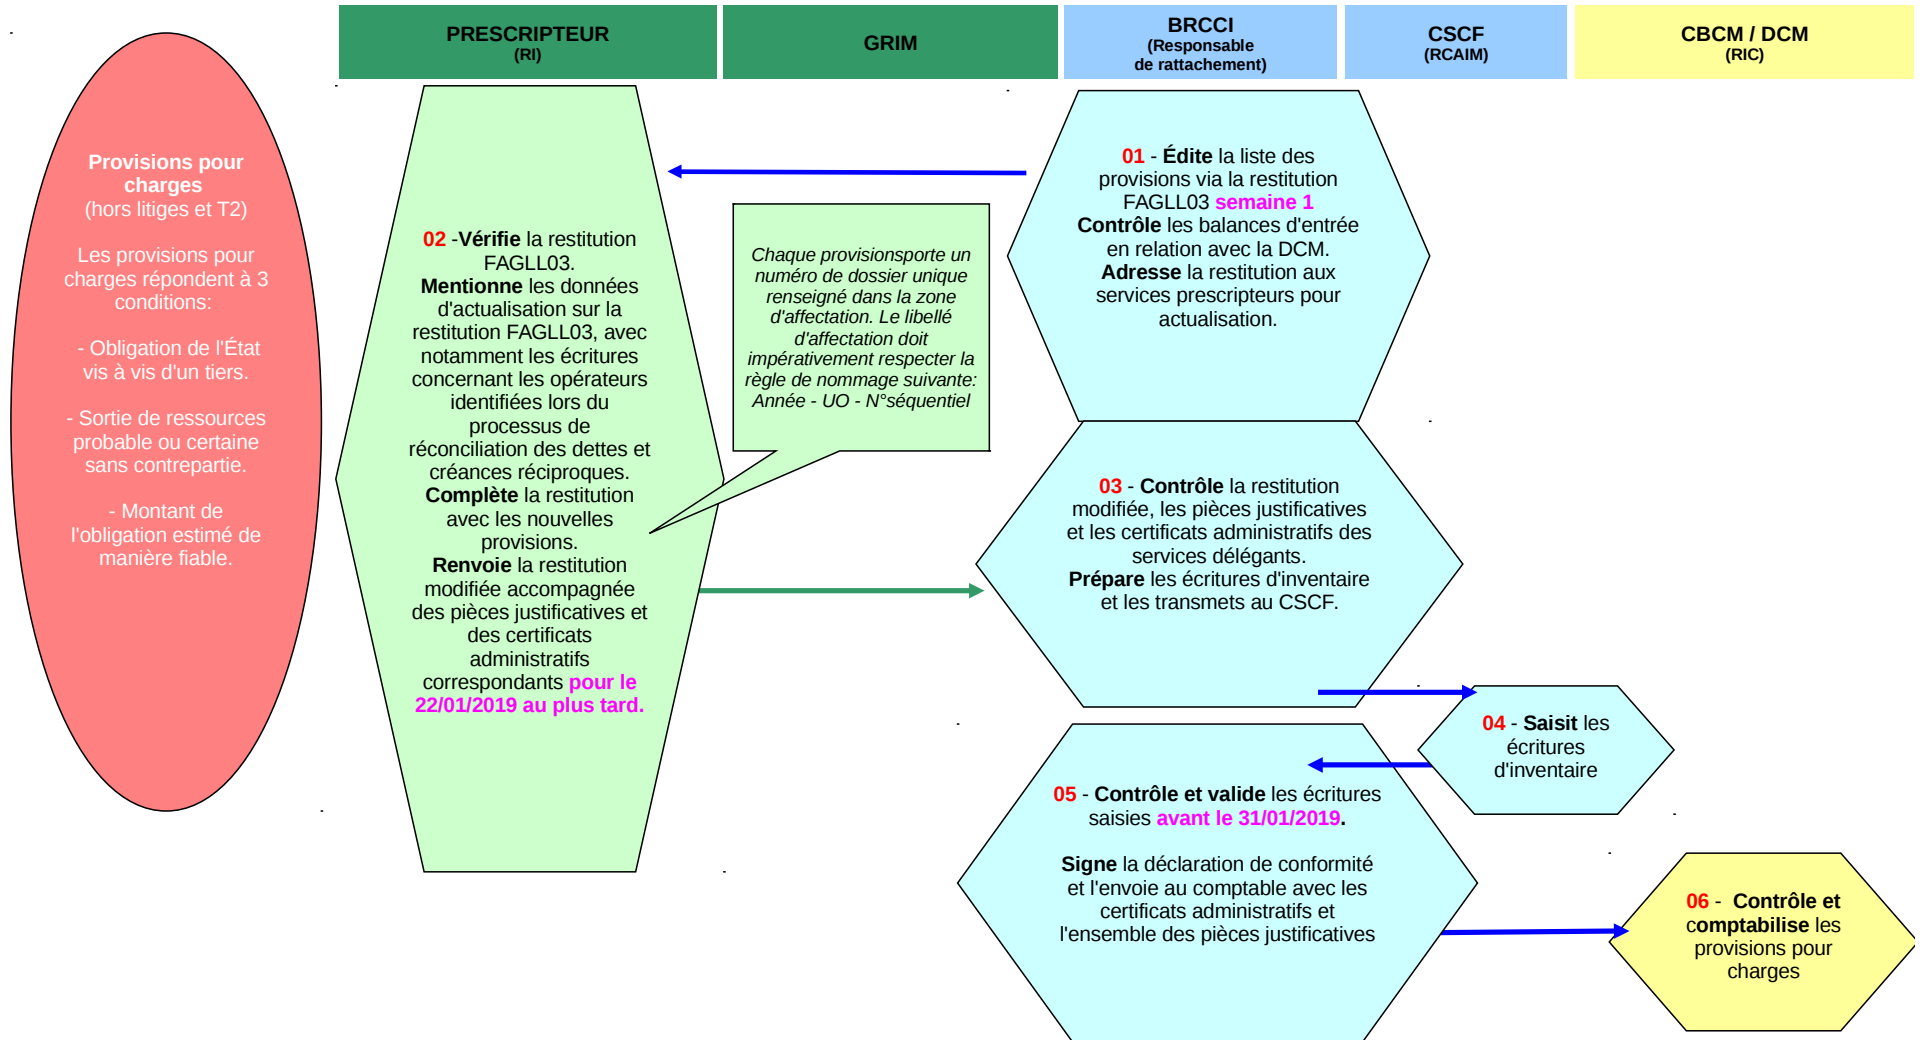 PRESCRIPTEUR
(RI)
GRIM
BRCCI
(Responsable
de rattachement)
CSCF
(RCAIM)
CBCM / DCM
(RIC)
Provisions pour
charges
(hors litiges et T2)
Les provisions pour
charges répondent à 3
conditions:
- Obligation de l'État
vis à vis d'un tiers.
- Sortie de ressources
probable ou certaine
sans contrepartie.
- Montant de
l'obligation estimé de
manière fiable.
01 - Édite la liste des
provisions via la restitution
FAGLL03 semaine 1
Contrôle les balances d'entrée
en relation avec la DCM.
Adresse la restitution aux
services prescripteurs pour
actualisation.
02 -Vérifie la restitution
FAGLL03.
Mentionne les données
d'actualisation sur la
restitution FAGLL03, avec
notamment les écritures
concernant les opérateurs
identifiées lors du
processus de
réconciliation des dettes et
créances réciproques.
Complète la restitution
avec les nouvelles
provisions.
Renvoie la restitution
modifiée accompagnée
des pièces justificatives et
des certificats
administratifs
correspondants pour le
22/01/2019 au plus tard.
Chaque provisionsporte un
numéro de dossier unique
renseigné dans la zone
d'affectation. Le libellé
d'affectation doit
impérativement respecter la
règle de nommage suivante:
Année - UO - N°séquentiel
03 - Contrôle la restitution
modifiée, les pièces justificatives
et les certificats administratifs des
services délégants.
Prépare les écritures d'inventaire
et les transmets au CSCF.
04 - Saisit les
écritures
d'inventaire
05 - Contrôle et valide les écritures
saisies avant le 31/01/2019.
Signe la déclaration de conformité
et l'envoie au comptable avec les
certificats administratifs et
l'ensemble des pièces justificatives
06 - Contrôle et
comptabilise les
provisions pour
charges